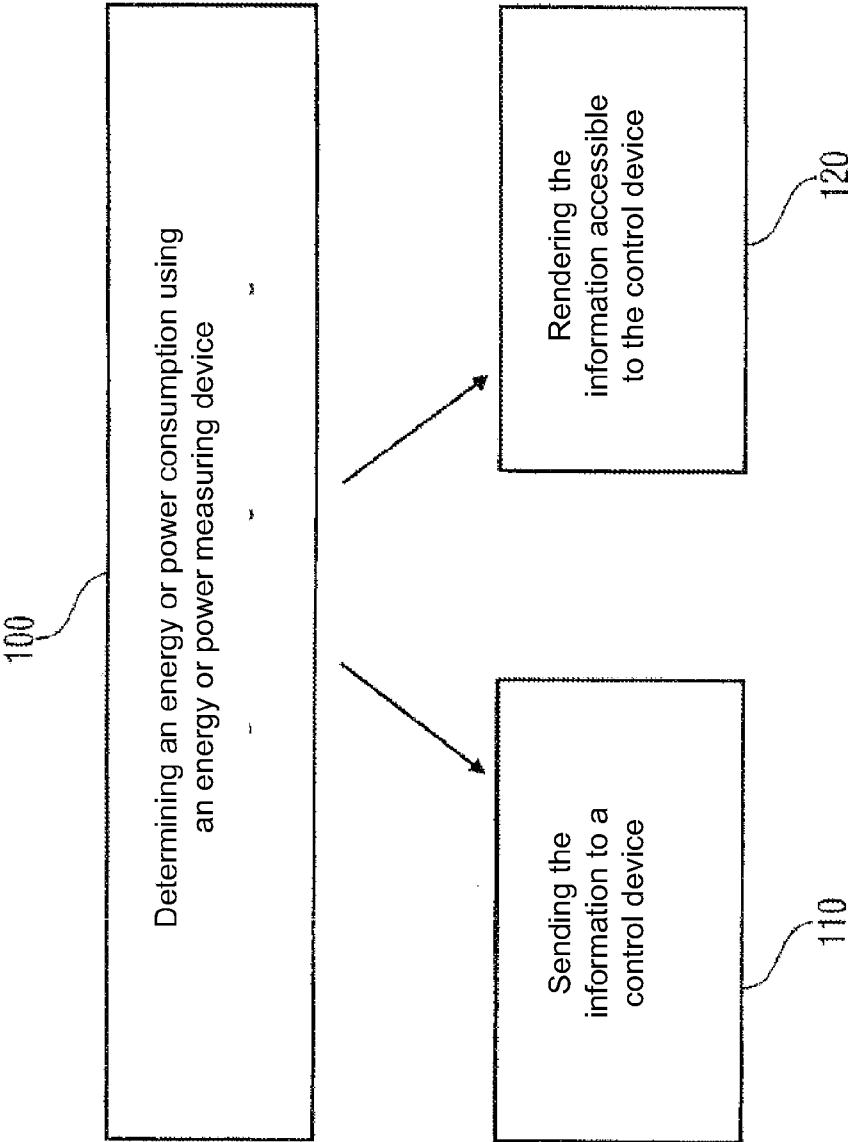 100
Determining an energy or power consumption using
an energy or power measuring device
Sending the
information to a
control device
110
Rendering the
information accessible
to the control device
120